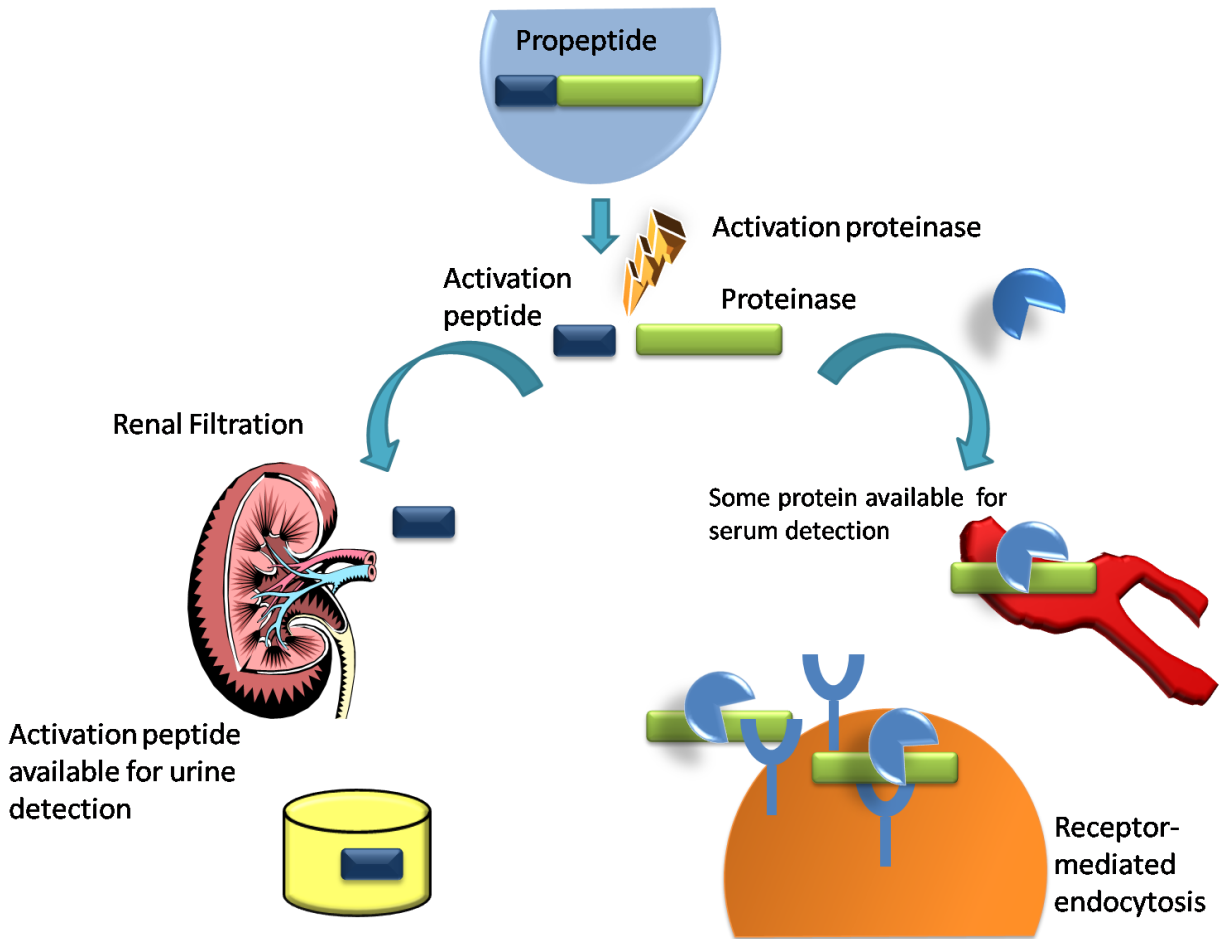 Propeptide
Activation proteinase
Activation
peptide
Proteinase
Renal Filtration
Some protein available for
serum detection
Activation peptide
available for urine
detection
Receptor-
mediated
endocytosis